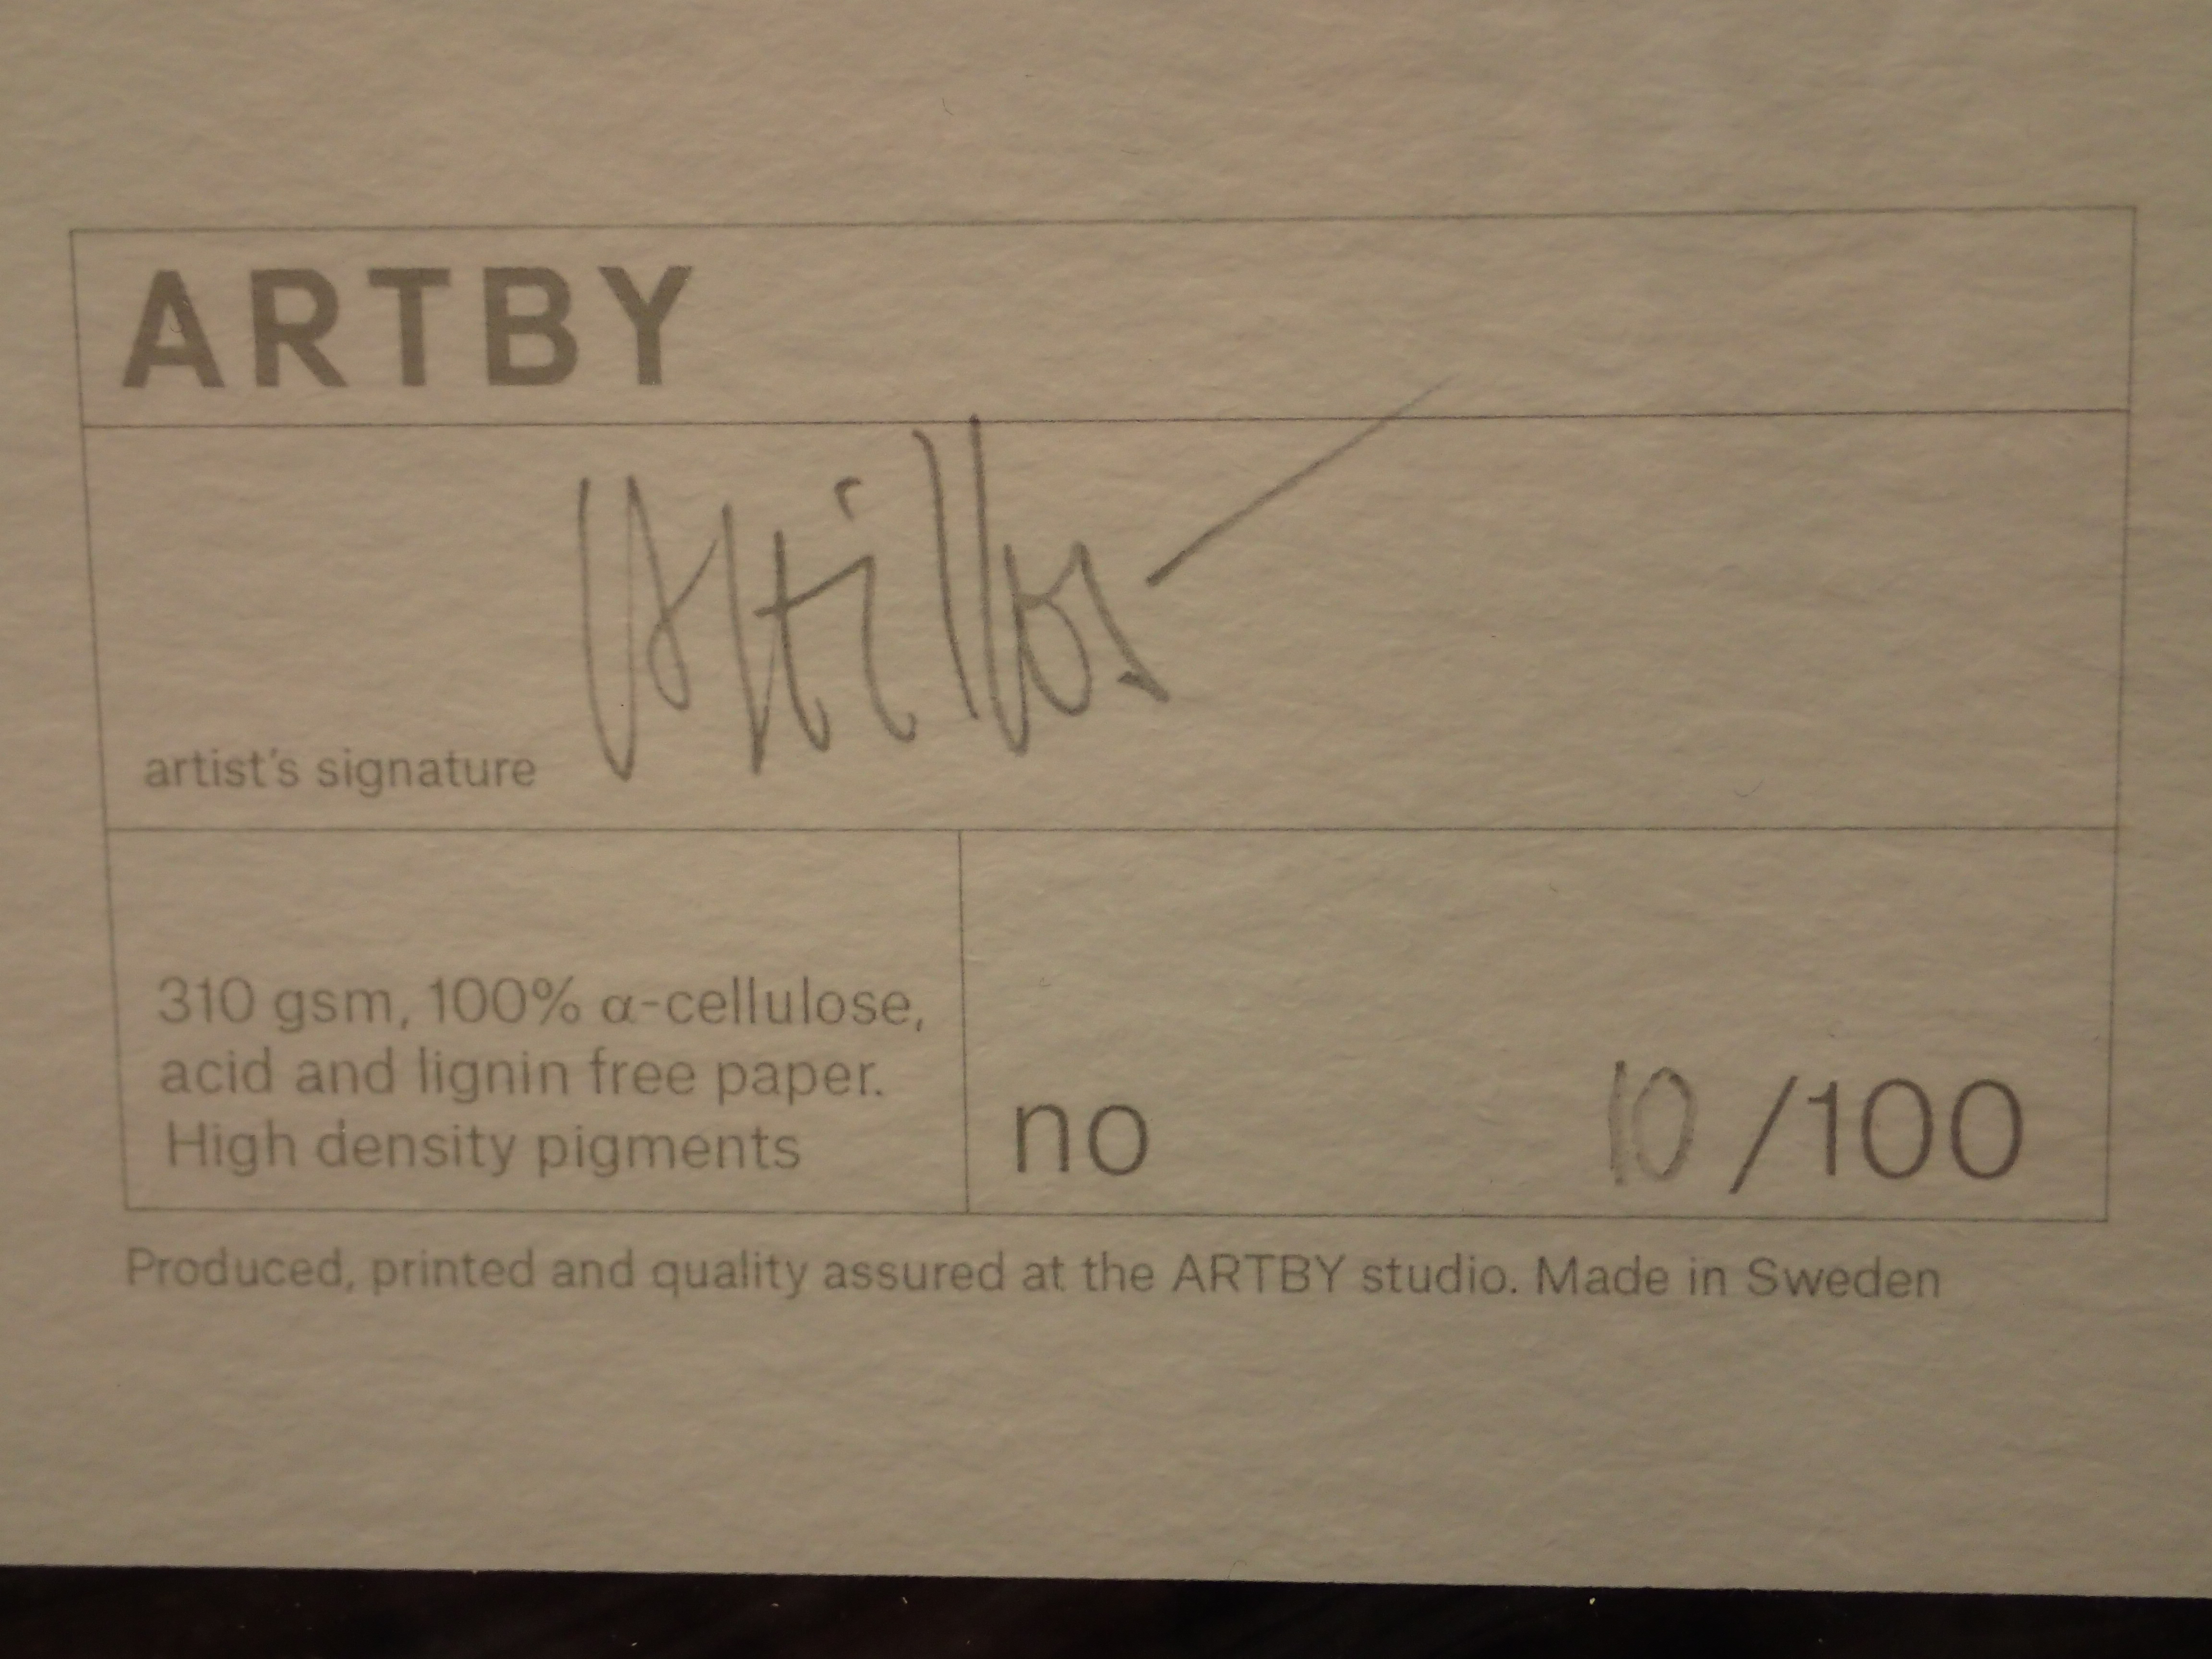 ARTBY
artist's signature
310 gsm, 100% α-cellulose,
acid and lignin free paper.
High density pigments
no 10/100
Produced, printed and quality assured at the ARTBY studio. Made in Sweden